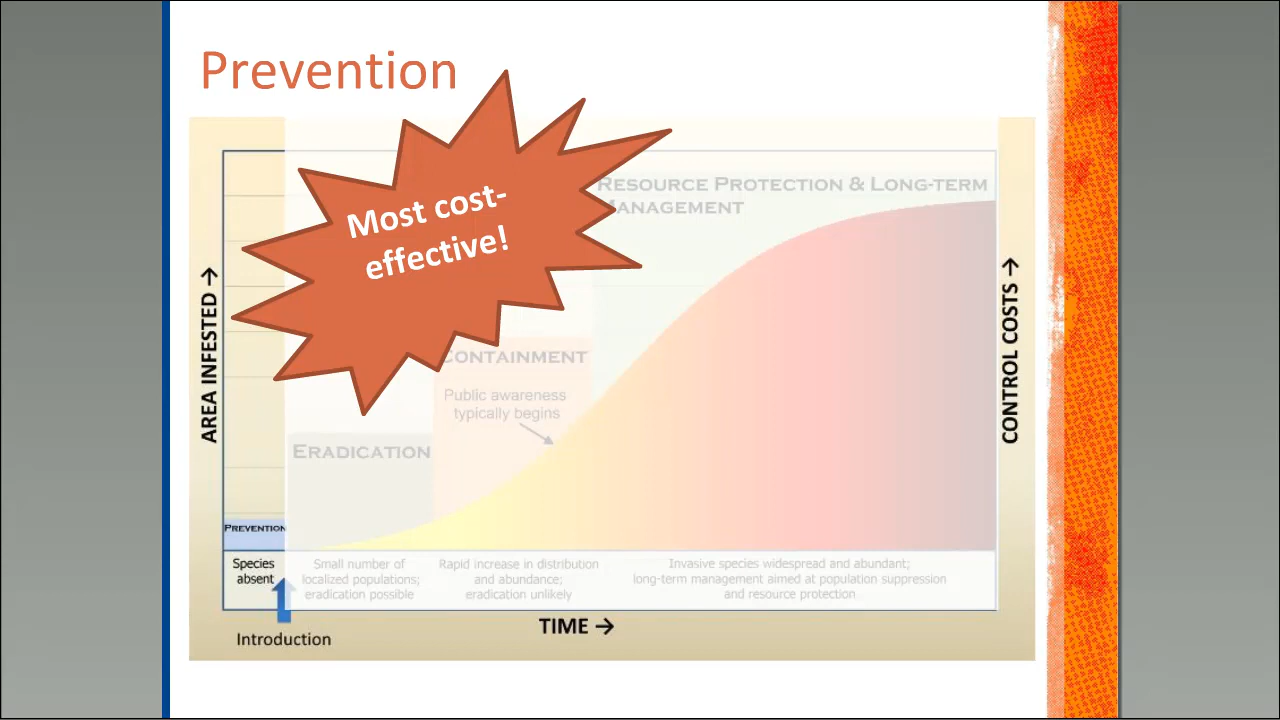 Prevention
Most cost-
effective!
RESOURCE PROTECTION & LONG-TERM
MANAGEMENT
CONTAINMENT
Public awareness
typically begins
ERADICATION
PREVENTION
AREA INFESTED →
CONTROL COSTS →
Species
absent
Small number of
localized populations;
eradication possible
Rapid increase in distribution
and abundance;
eradication unlikely
Invasive species widespread and abundant;
long-term management aimed at population suppression
and resource protection
TIME →
Introduction